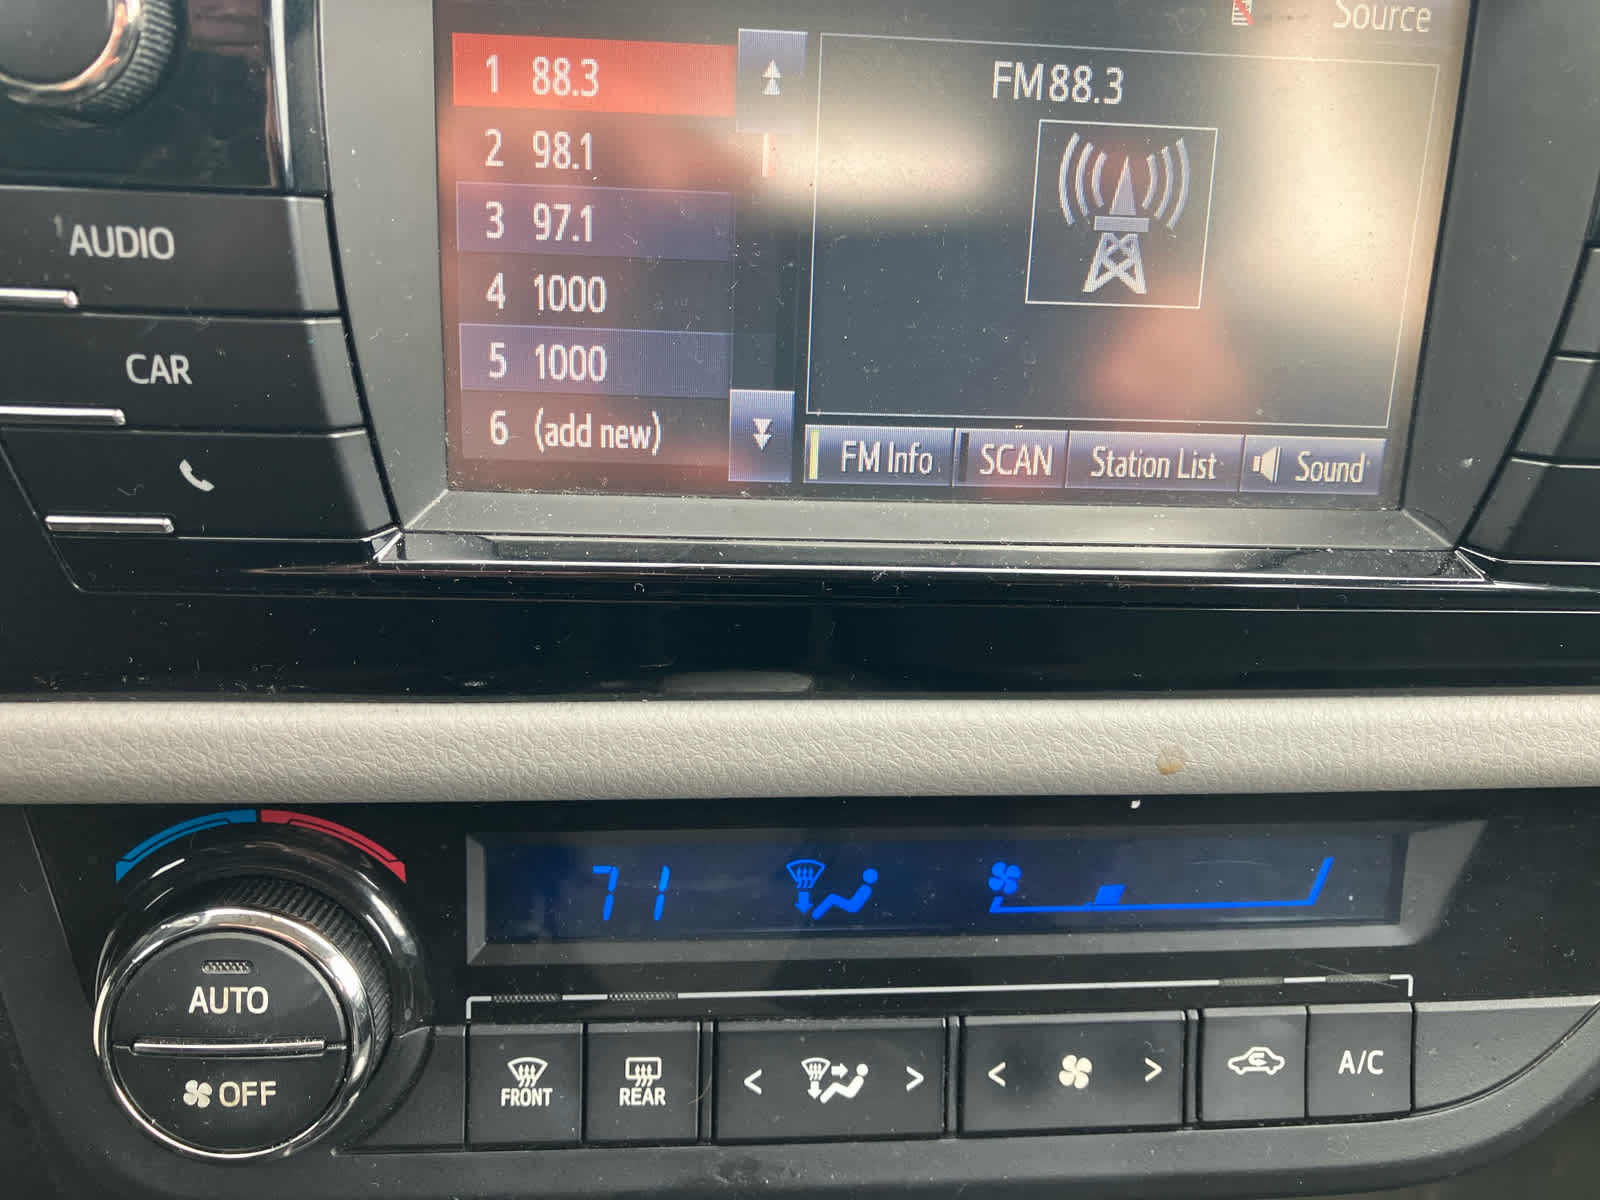 Source
1 88.3
2 98.1
3 97.1
4 1000
5 1000
6 (add new)
FM 88.3
FM Info
SCAN
Station List
Sound
AUDIO
CAR
71
AUTO
OFF
FRONT
REAR
< >
< >
A/C